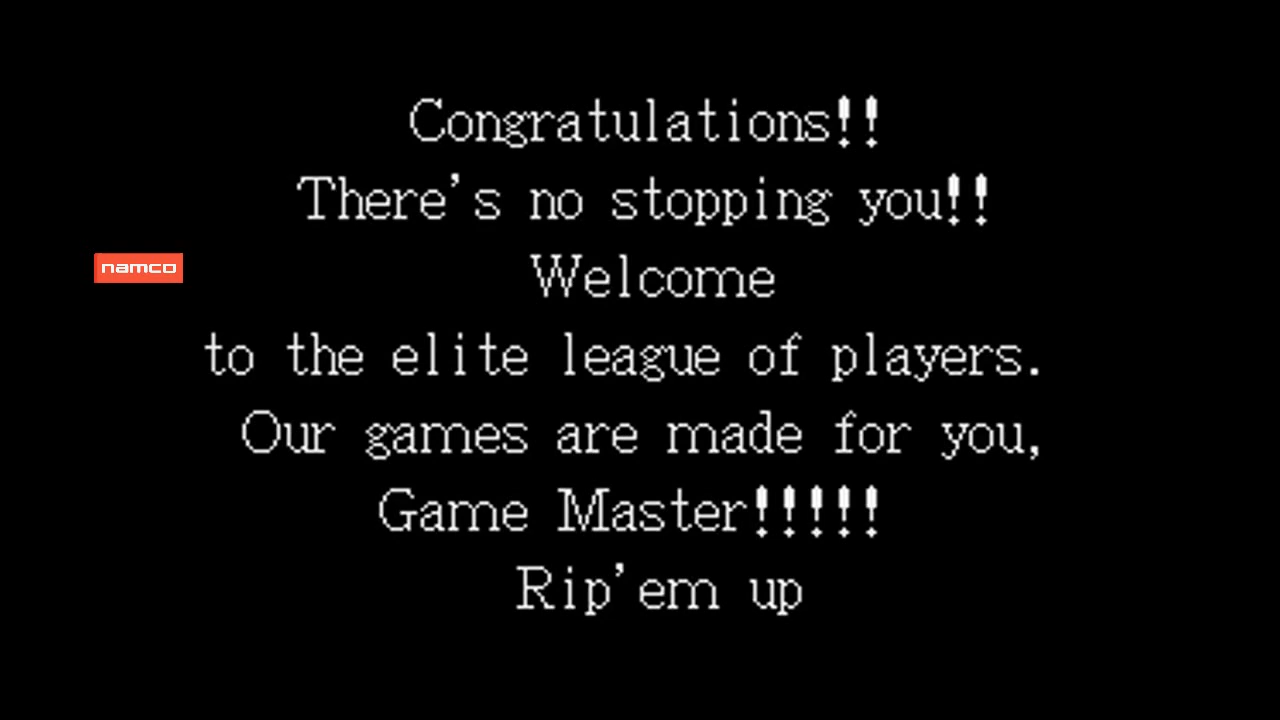 Congratulations!!
There's no stopping you!!
namco
Welcome
to the elite league of players.
Our games are made for you,
Game Master!!!!!
Rip'em up